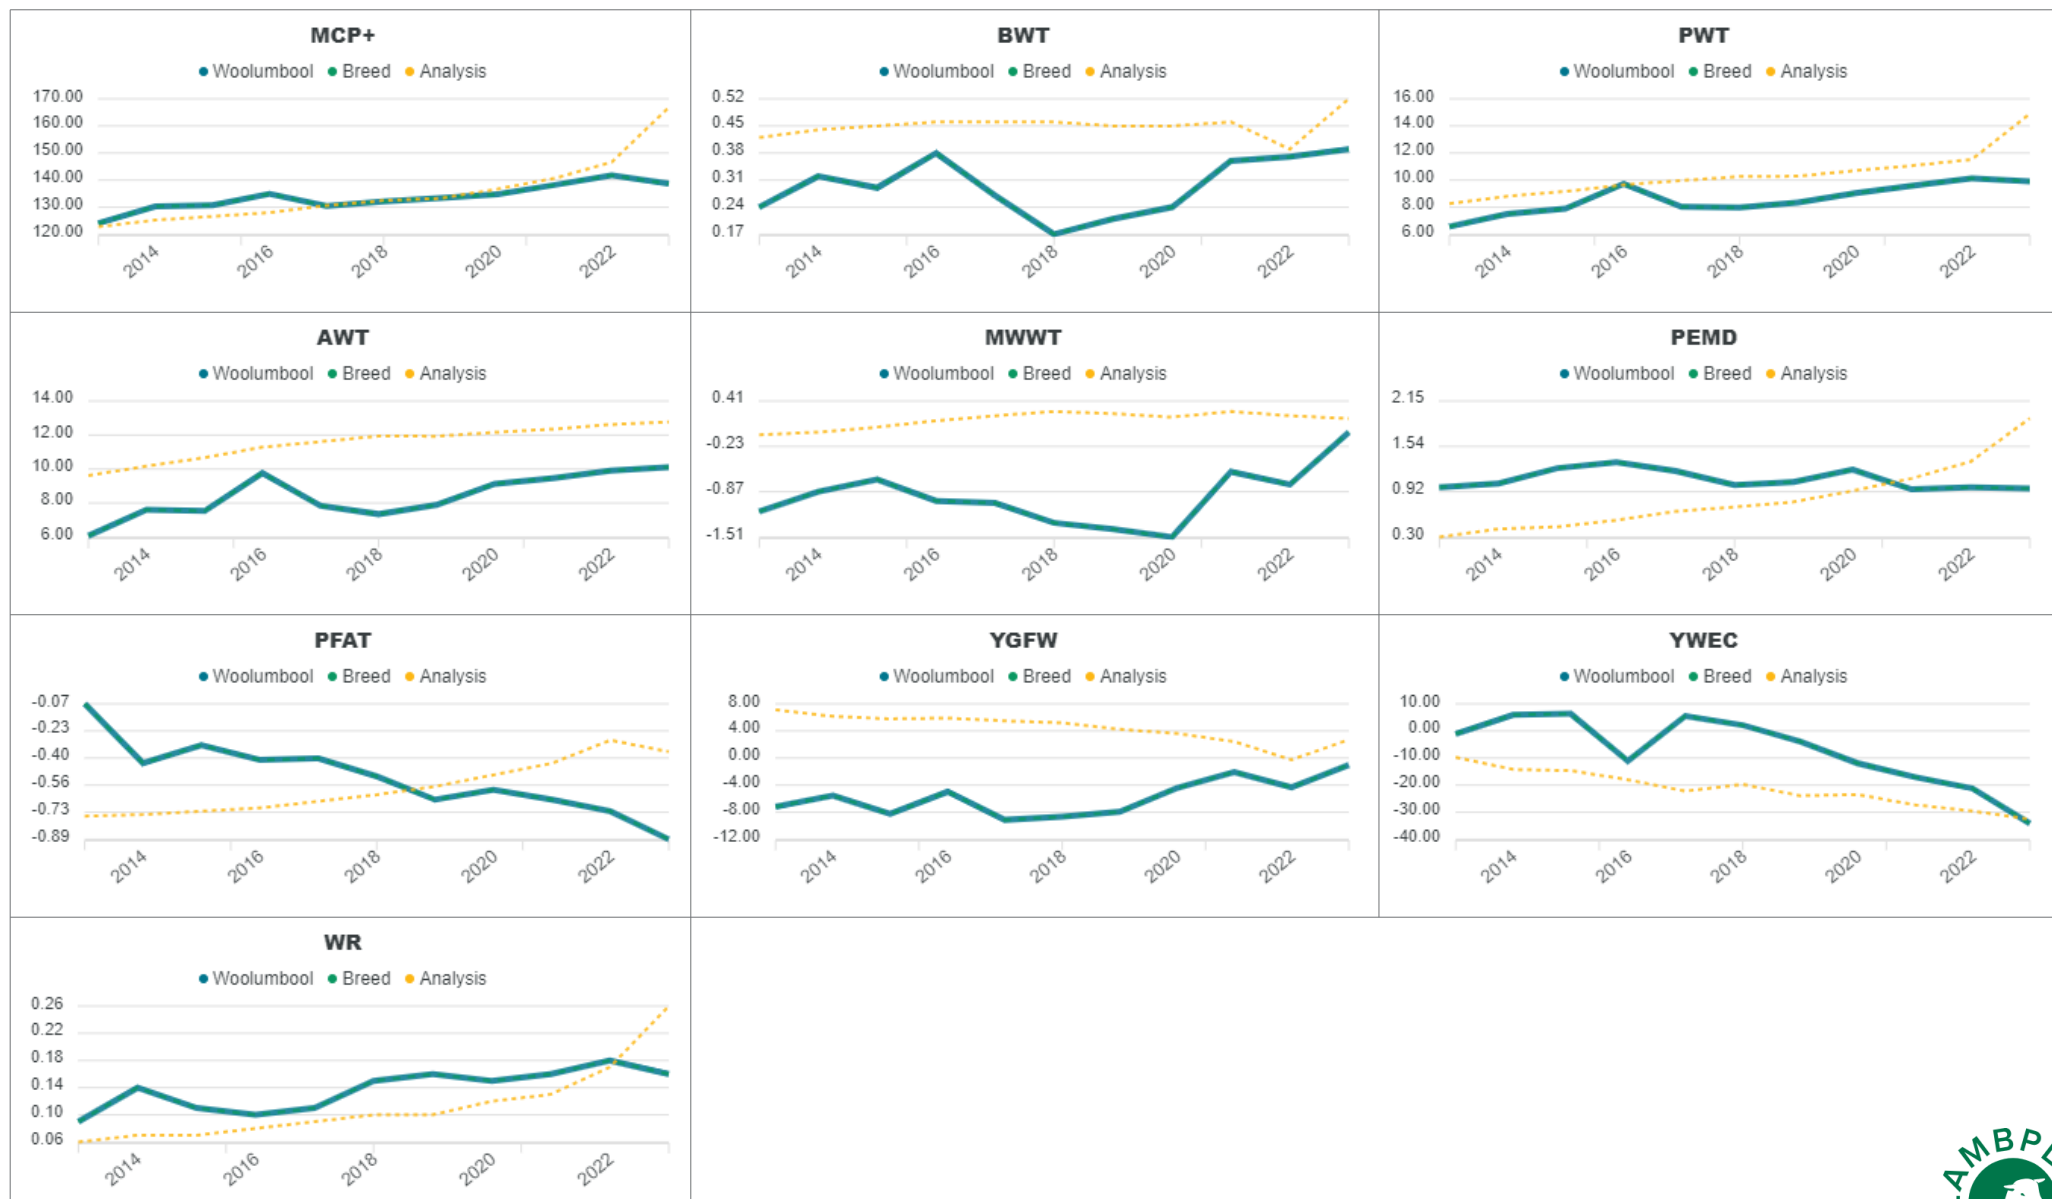 MCP+
Woolumbool Breed Analysis
170.00
160.00
150.00
140.00
130.00
120.00
2014 2016 2018 2020 2022
BWT
Woolumbool Breed Analysis
0.52
0.45
0.38
0.31
0.24
0.17
2014 2016 2018 2020 2022
PWT
Woolumbool Breed Analysis
16.00
14.00
12.00
10.00
8.00
6.00
2014 2016 2018 2020 2022
AWT
Woolumbool Breed Analysis
14.00
12.00
10.00
8.00
6.00
2014 2016 2018 2020 2022
MWWT
Woolumbool Breed Analysis
0.41
-0.23
-0.87
-1.51
2014 2016 2018 2020 2022
PEMD
Woolumbool Breed Analysis
2.15
1.54
0.92
0.30
2014 2016 2018 2020 2022
PFAT
Woolumbool Breed Analysis
-0.07
-0.23
-0.40
-0.56
-0.73
-0.89
2014 2016 2018 2020 2022
YGFW
Woolumbool Breed Analysis
8.00
4.00
0.00
-4.00
-8.00
-12.00
2014 2016 2018 2020 2022
YWEC
Woolumbool Breed Analysis
10.00
0.00
-10.00
-20.00
-30.00
-40.00
2014 2016 2018 2020 2022
WR
Woolumbool Breed Analysis
0.26
0.22
0.18
0.14
0.10
0.06
2014 2016 2018 2020 2022